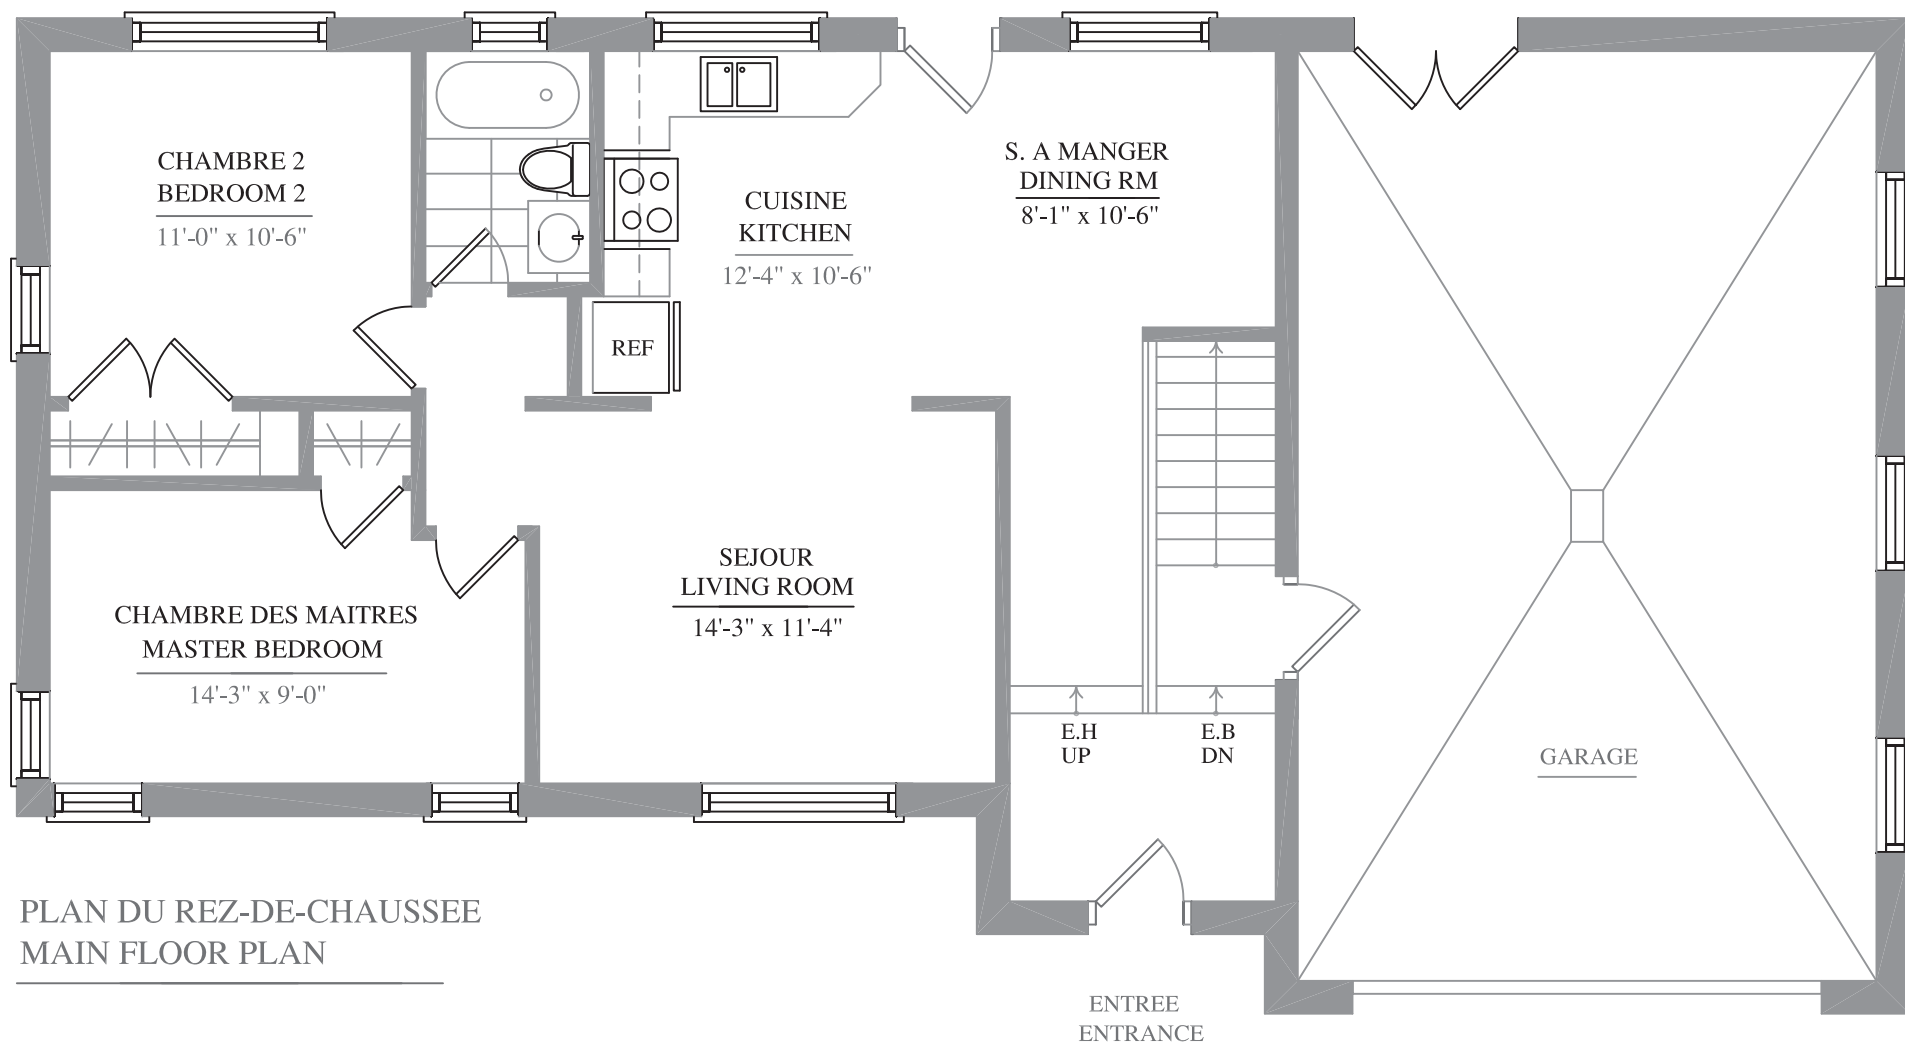 CHAMBRE 2
BEDROOM 2
11'-0" x 10'-6"
CUISINE
KITCHEN
12'-4" x 10'-6"
S. A MANGER
DINING RM
8'-1" x 10'-6"
REF
SEJOUR
LIVING ROOM
14'-3" x 11'-4"
CHAMBRE DES MAITRES
MASTER BEDROOM
14'-3" x 9'-0"
E.H
UP
E.B
DN
GARAGE
PLAN DU REZ-DE-CHAUSSEE
MAIN FLOOR PLAN
ENTREE
ENTRANCE